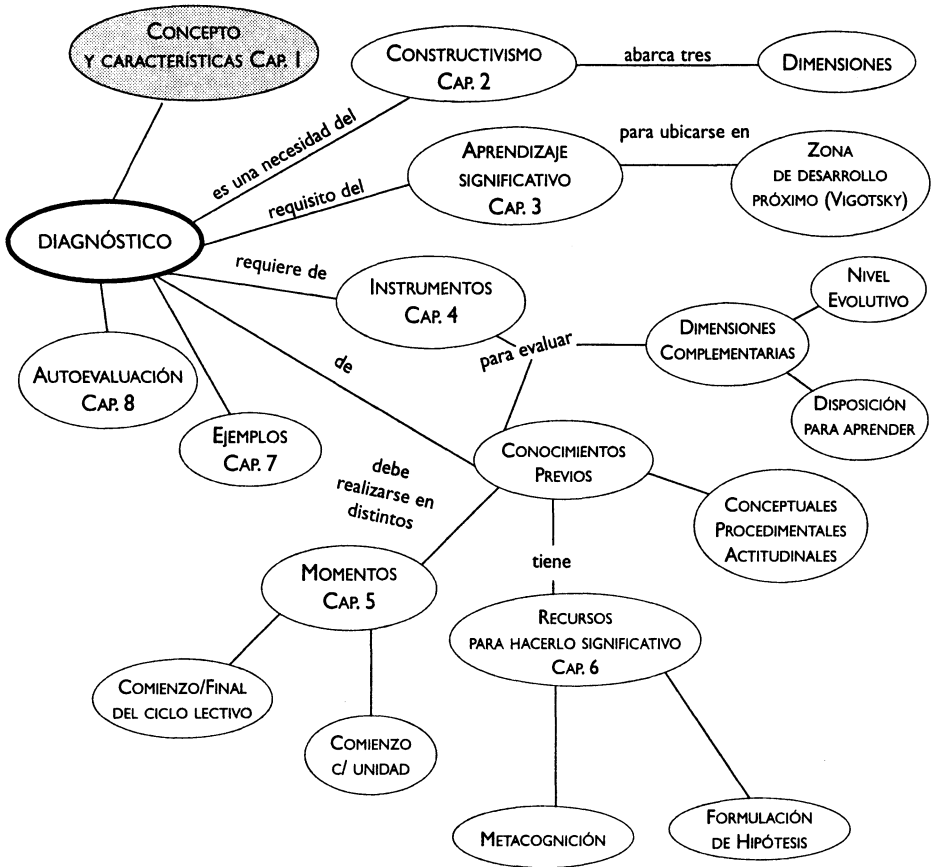 CONCEPTO
Y CARACTERÍSTICAS CAP. 1
CONSTRUCTIVISMO
CAP. 2
abarca tres
DIMENSIONES
es una necesidad del
APRENDIZAJE
SIGNIFICATIVO
CAP. 3
para ubicarse en
ZONA
DE DESARROLLO
PRÓXIMO (VIGOTSKY)
requisito del
DIAGNÓSTICO
requiere de
INSTRUMENTOS
CAP. 4
para evaluar
DIMENSIONES
COMPLEMENTARIAS
NIVEL
EVOLUTIVO
DISPOSICIÓN
PARA APRENDER
AUTOEVALUACIÓN
CAP. 8
EJEMPLOS
CAP. 7
de
CONOCIMIENTOS
PREVIOS
CONCEPTUALES
PROCEDIMENTALES
ACTITUDINALES
debe
realizarse en
distintos
MOMENTOS
CAP. 5
tiene
RECURSOS
PARA HACERLO SIGNIFICATIVO
CAP. 6
COMIENZO/FINAL
DEL CICLO LECTIVO
COMIENZO
C/ UNIDAD
METACOGNICIÓN
FORMULACIÓN
DE HIPÓTESIS